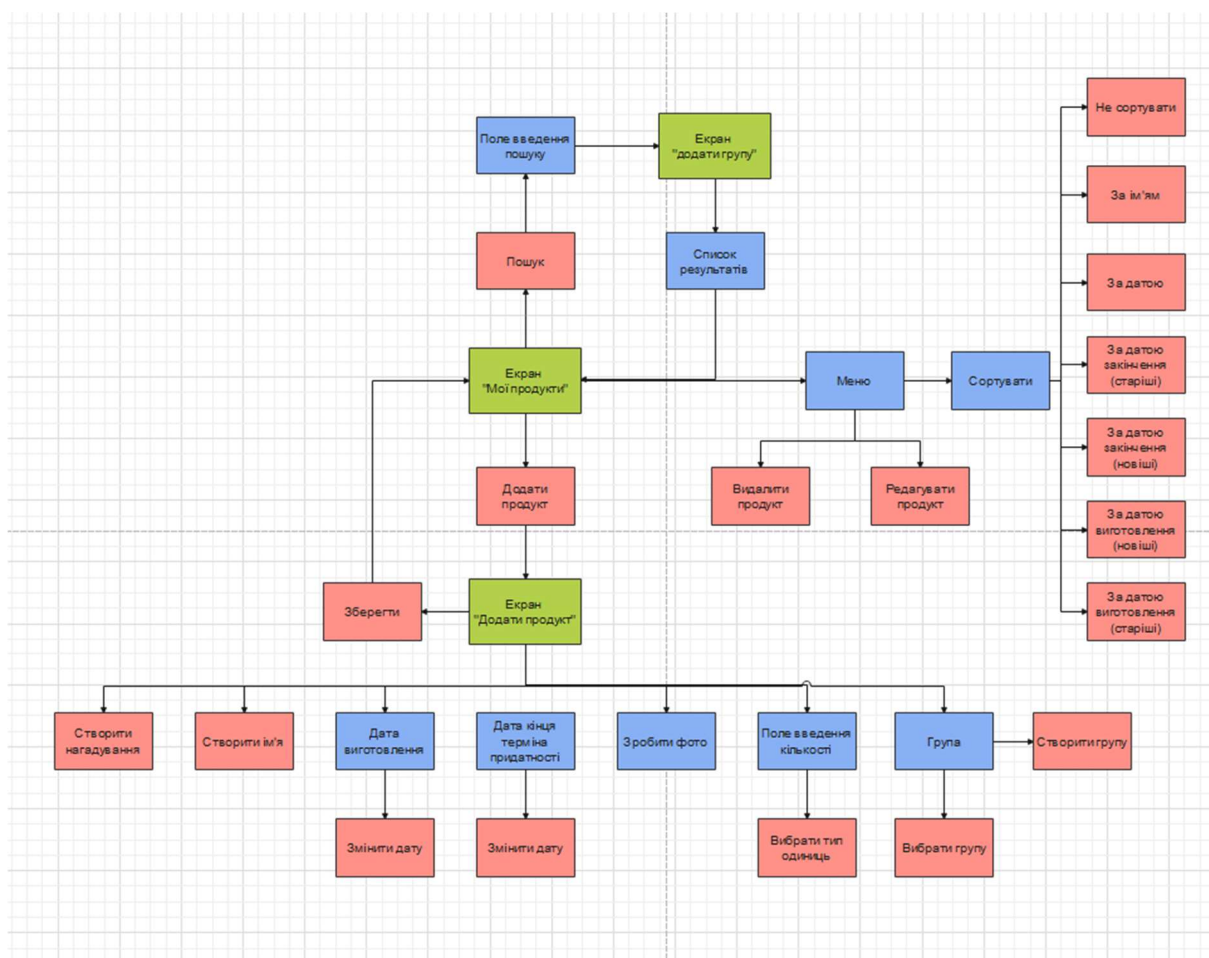 Не сортувати
Поле введення
пошуку
Екран
"додати групу"
За ім'ям
Пошук
Список
результатів
За датою
Екран
"Мої продукти"
Меню
Сортувати
За датою
закінчення
(старіші)
За датою
закінчення
(новіші)
Додати
продукт
Видалити
продукт
Редагувати
продукт
За датою
виготовлення
(новіші)
Зберегти
Екран
"Додати продукт"
За датою
виготовлення
(старіші)
Створити
нагадування
Створити ім'я
Дата
виготовлення
Дата кінця
терміна
придатності
Зробити фото
Поле введення
кількості
Група
Створити групу
Змінити дату
Змінити дату
Вибрати тип
одиниць
Вибрати групу